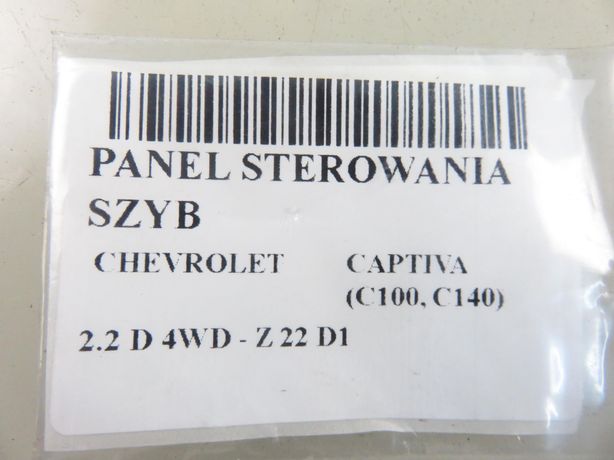 PANEL STEROWANIA
SZYB
CHEVROLET CAPTIVA
(C100, C140)
2.2 D 4WD - Z 22 D1